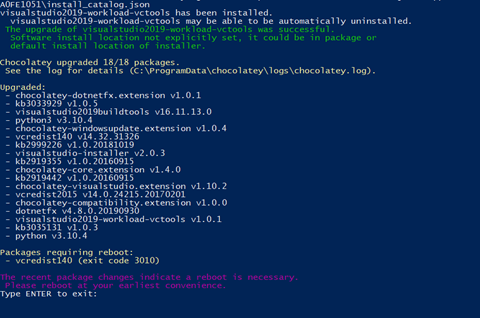 A0FE1051\install_catalog.json
visualstudio2019-workload-vctools has been installed.
visualstudio2019-workload-vctools may be able to be automatically uninstalled.
The upgrade of visualstudio2019-workload-vctools was successful.
Software install location not explicitly set, it could be in package or
default install location of installer.
Chocolatey upgraded 18/18 packages.
See the log for details (C:\ProgramData\chocolatey\logs\chocolatey.log).
Upgraded:
- chocolatey-dotnetfx.extension v1.0.1
- kb3033929 v1.0.5
- visualstudio2019buildtools v16.11.13.0
- python3 v3.10.4
- chocolatey-windowsupdate.extension v1.0.4
- vcredist140 v14.32.31326
- kb2999226 v1.0.20181019
- visualstudio-installer v2.0.3
- kb2919355 v1.0.20160915
- chocolatey-core.extension v1.4.0
- kb2919442 v1.0.20160915
- chocolatey-visualstudio.extension v1.10.2
- vcredist2015 v14.0.24215.20170201
- chocolatey-compatibility.extension v1.0.0
- dotnetfx v4.8.0.20190930
- visualstudio2019-workload-vctools v1.0.1
- kb3035131 v1.0.3
- python v3.10.4
Packages requiring reboot:
- vcredist140 (exit code 3010)
The recent package changes indicate a reboot is necessary.
Please reboot at your earliest convenience.
Type ENTER to exit: